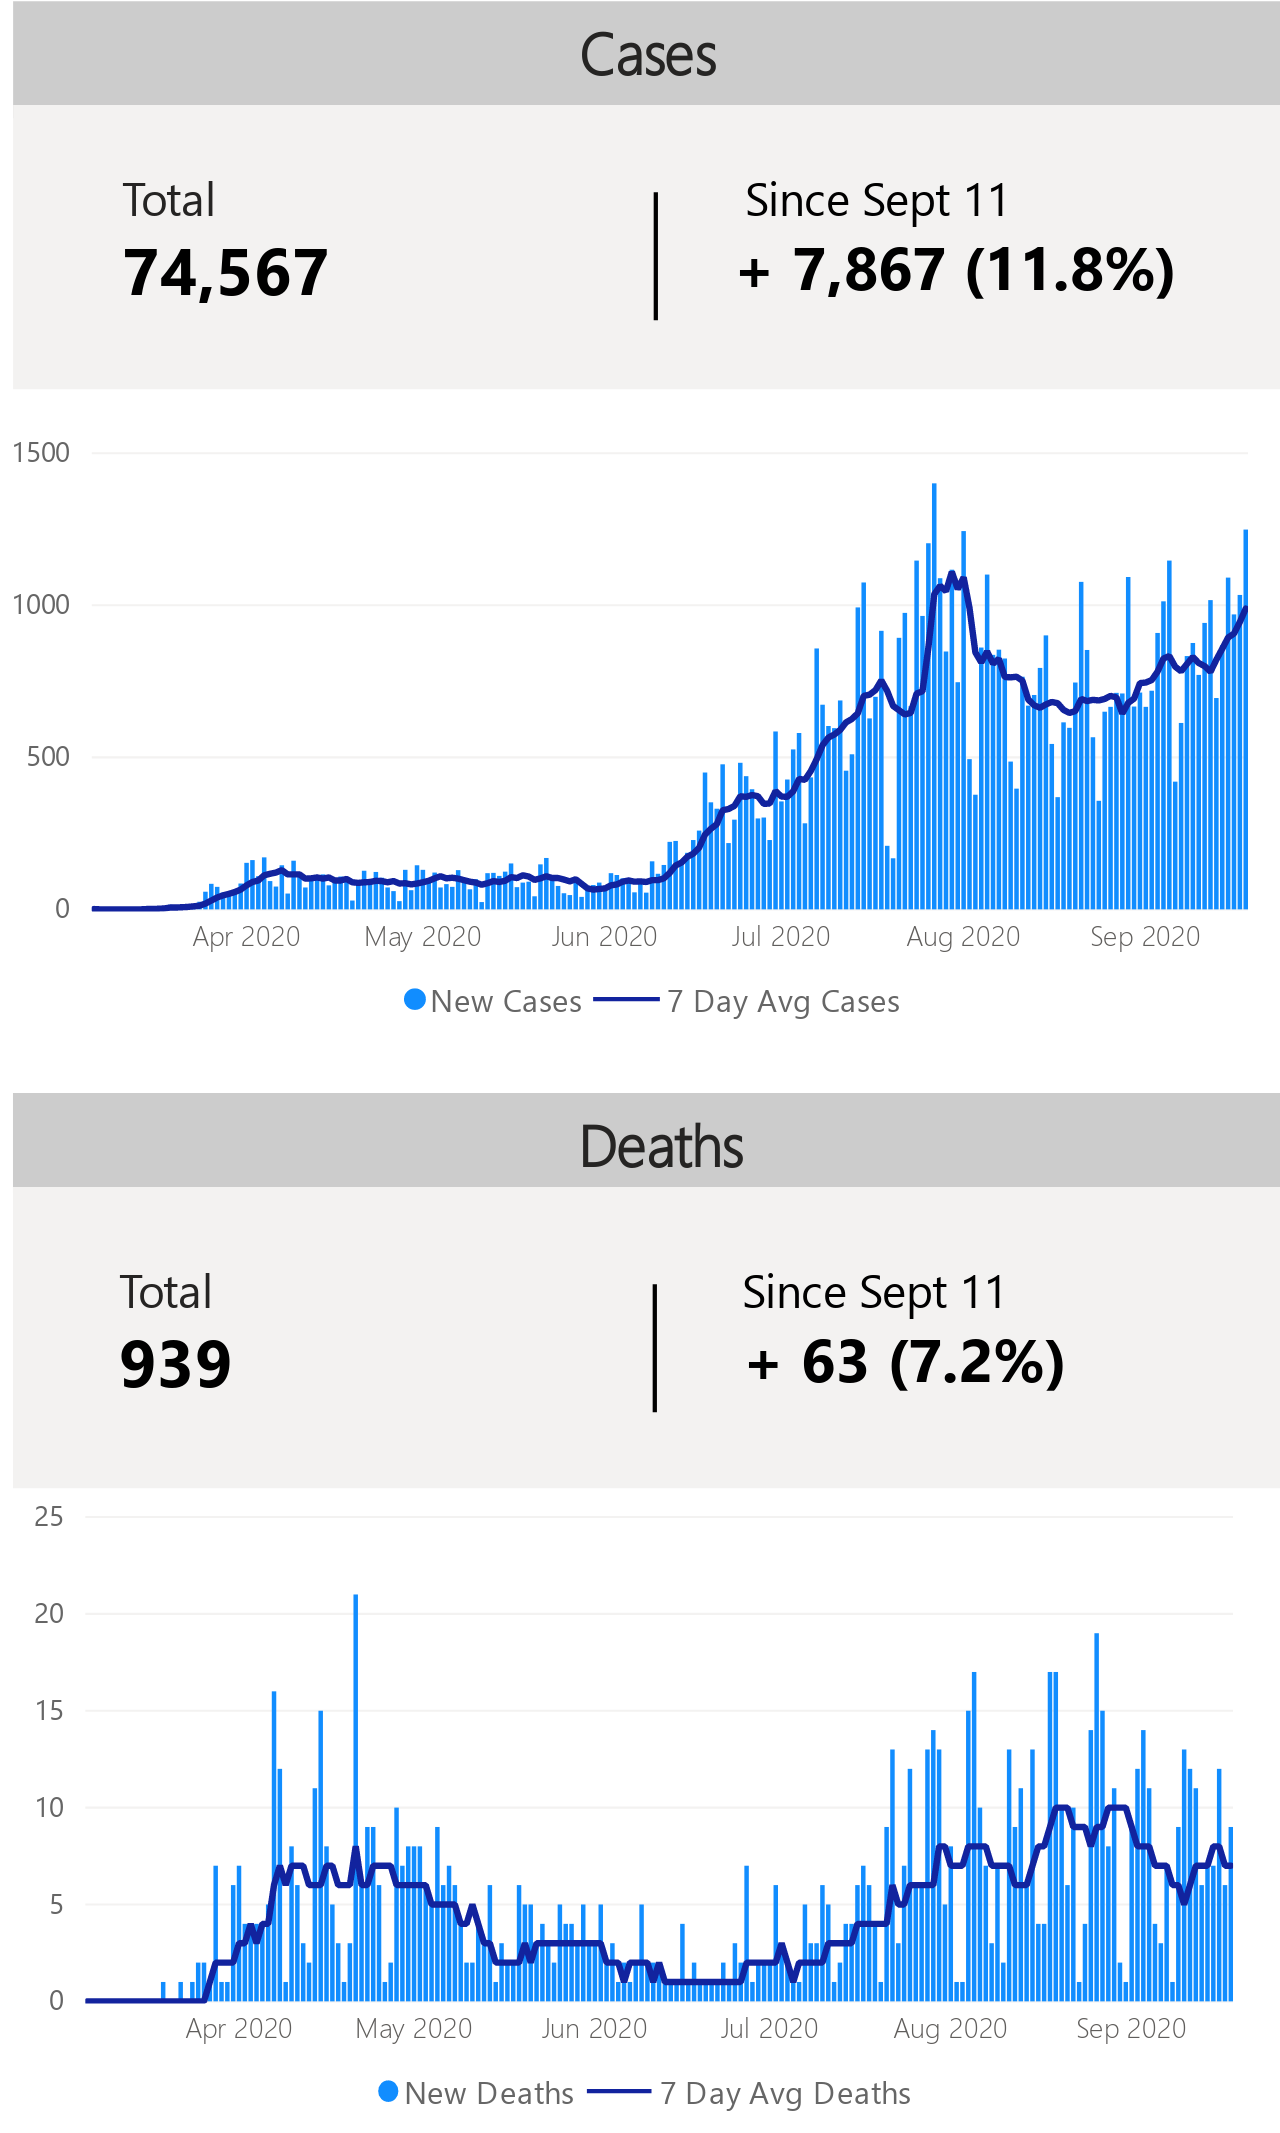 Cases
Total
Since Sept 11
74,567
+ 7,867 (11.8%)
1500
1000
500
0
Apr 2020 May 2020 Jun 2020 Jul 2020 Aug 2020 Sep 2020
New Cases 7 Day Avg Cases
Deaths
Total
Since Sept 11
939
+ 63 (7.2%)
25
20
15
10
5
0
Apr 2020 May 2020 Jun 2020 Jul 2020 Aug 2020 Sep 2020
New Deaths 7 Day Avg Deaths